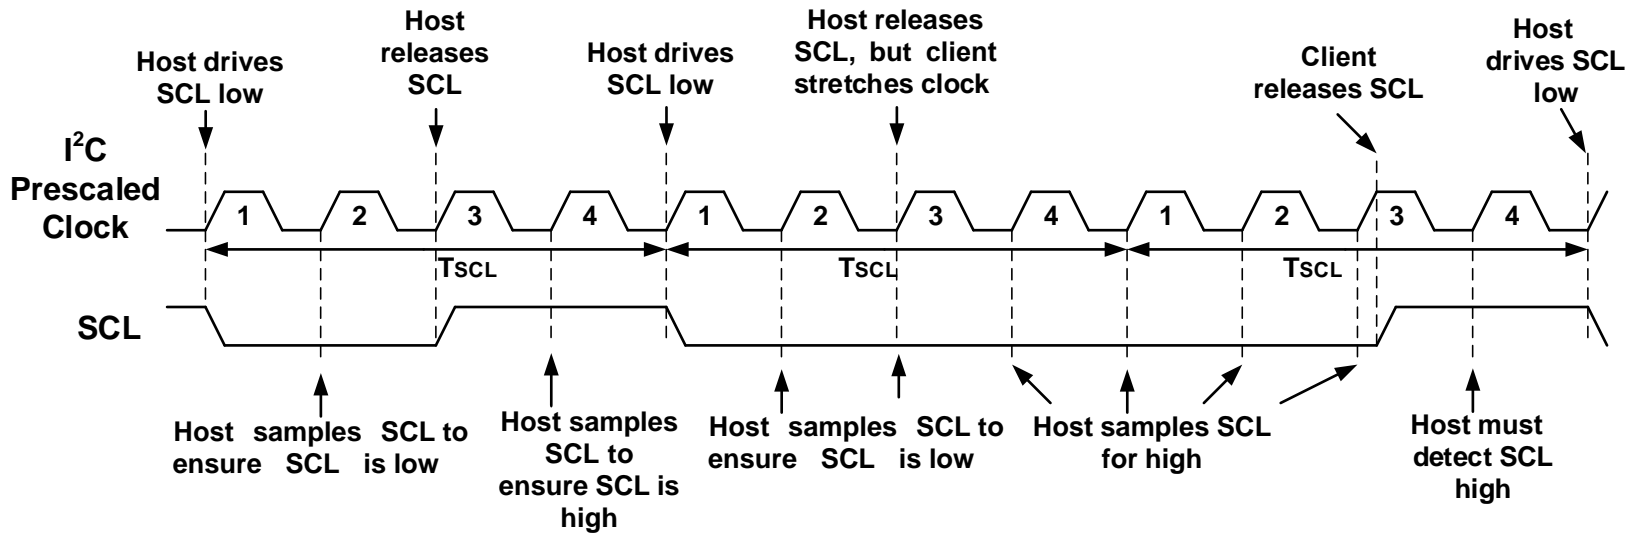 Host drives
SCL low
Host
releases
SCL
Host drives
SCL low
Host releases
SCL, but client
stretches clock
Client
releases SCL
Host
drives SCL
low
I²C
Prescaled
Clock
1 2 3 4 1 2 3 4 1 2 3 4
TSCL TSCL TSCL
SCL
Host samples SCL to
ensure SCL is low
Host samples
SCL to
ensure SCL is
high
Host samples SCL to
ensure SCL is low
Host samples SCL
for high
Host must
detect SCL
high